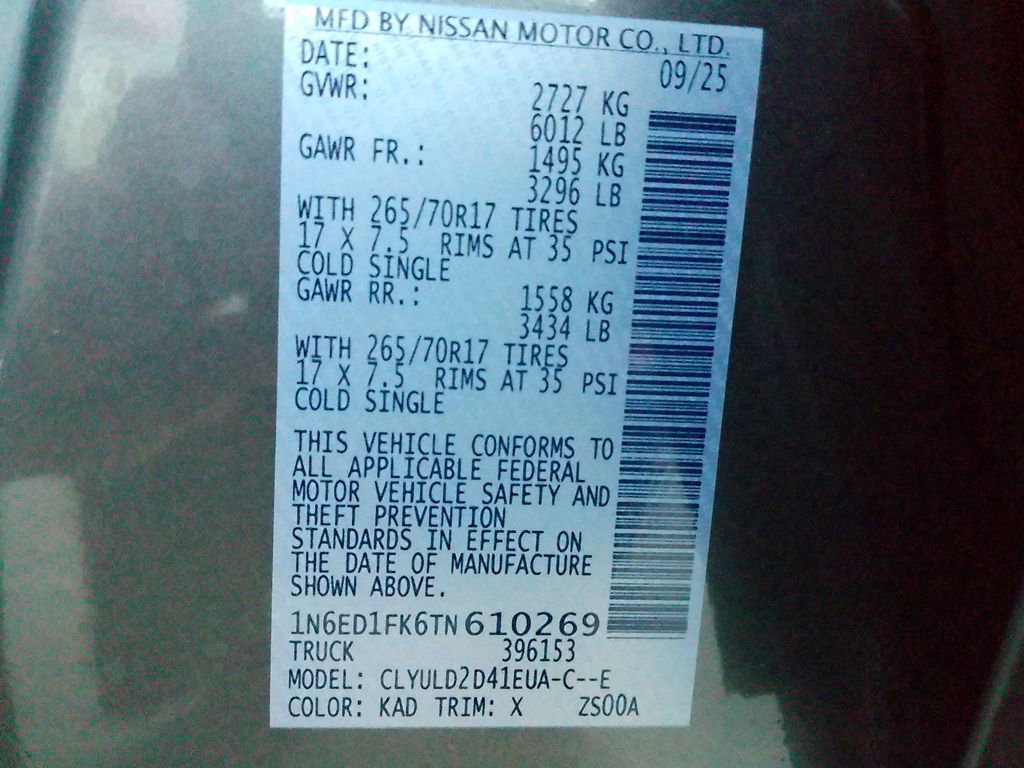 MFD BY NISSAN MOTOR CO., LTD.
DATE: 09/25
GVWR: 2727 KG
6012 LB
GAWR FR.: 1495 KG
3296 LB
WITH 265/70R17 TIRES
17 X 7.5 RIMS AT 35 PSI
COLD SINGLE
GAWR RR.: 1558 KG
3434 LB
WITH 265/70R17 TIRES
17 X 7.5 RIMS AT 35 PSI
COLD SINGLE
THIS VEHICLE CONFORMS TO
ALL APPLICABLE FEDERAL
MOTOR VEHICLE SAFETY AND
THEFT PREVENTION
STANDARDS IN EFFECT ON
THE DATE OF MANUFACTURE
SHOWN ABOVE.
1N6ED1FK6TN610269
TRUCK 396153
MODEL: CLYULD2D41EUA-C--E
COLOR: KAD TRIM: X ZS00A